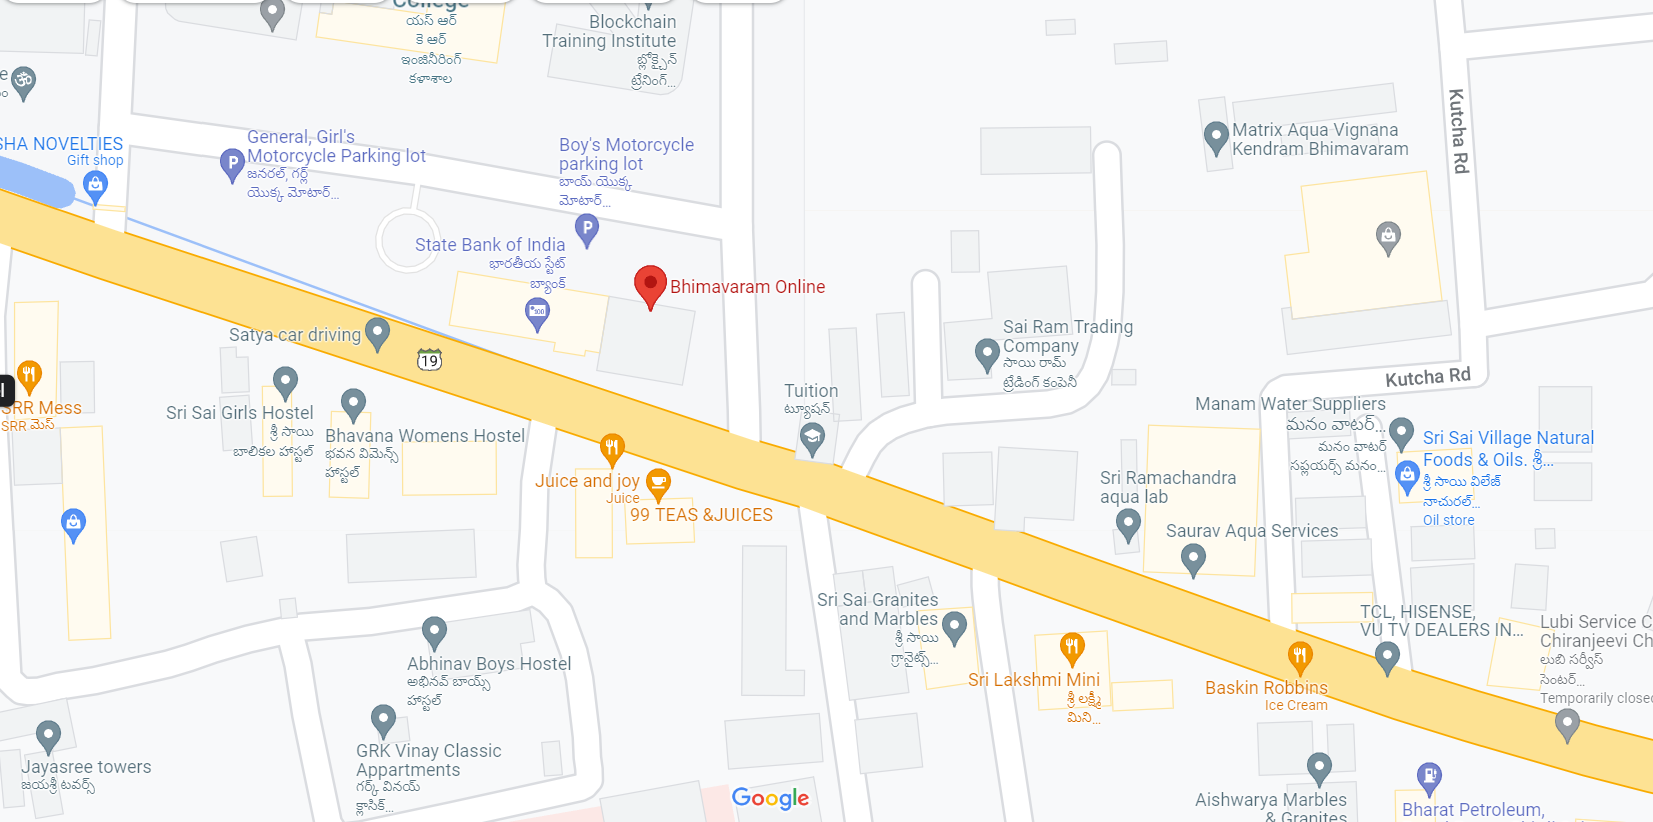 College
యస్ ఆర్
కె ఆర్
ఇంజినీరింగ్
కళాశాల
Blockchain
Training Institute
బ్లోక్చైన్
ట్రేనింగ్...
SHA NOVELTIES
Gift shop
General, Girl's
Motorcycle Parking lot
జనరల్, గర్ల్
యొక్క మోటార్...
Boy's Motorcycle
parking lot
బాయ్ యొక్క
మోటార్...
Matrix Aqua Vignana
Kendram Bhimavaram
Kutcha Rd
State Bank of India
భారతీయ స్టేట్
బ్యాంక్
Bhimavaram Online
Satya car driving
19
Sai Ram Trading
Company
సాయి రామ్
ట్రేడింగ్ కంపెనీ
Kutcha Rd
Tuition
ట్యూషన్
SRR Mess
SRR మెస్
Sri Sai Girls Hostel
శ్రీ సాయి
బాలికల హాస్టల్
Bhavana Womens Hostel
భవన విమెన్స్
హాస్టల్
Manam Water Suppliers
మనం వాటర్...
మనం వాటర్
సప్లయర్స్ మనం...
Sri Sai Village Natural
Foods & Oils. శ్రీ...
శ్రీ సాయి విలేజ్
నాచురల్...
Oil store
Juice and joy
Juice
99 TEAS &JUICES
Sri Ramachandra
aqua lab
Saurav Aqua Services
Sri Sai Granites
and Marbles
శ్రీ సాయి
గ్రానైట్స్...
TCL, HISENSE,
VU TV DEALERS IN...
Lubi Service C
Chiranjeevi Ch
లుబి సర్వీస్
సెంటర్...
Temporarily closed
Abhinav Boys Hostel
అభినవ్ బాయ్స్
హాస్టల్
Sri Lakshmi Mini
శ్రీ లక్ష్మీ
మిని...
Baskin Robbins
Ice Cream
GRK Vinay Classic
Appartments
గర్క్ వినయ్
క్లాసిక్...
Jayasree towers
జయశ్రీ టవర్స్
Google
Aishwarya Marbles
& Granites
Bharat Petroleum,